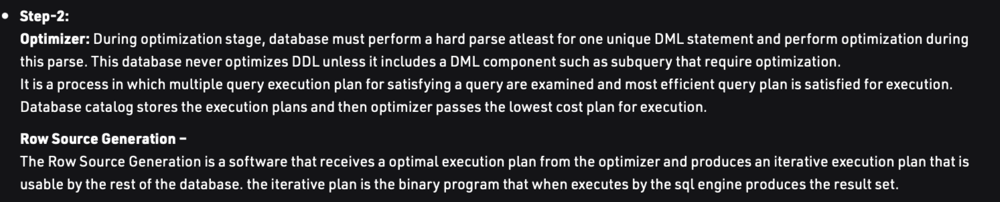 • Step-2:
Optimizer: During optimization stage, database must perform a hard parse atleast for one unique DML statement and perform optimization during
this parse. This database never optimizes DDL unless it includes a DML component such as subquery that require optimization.
It is a process in which multiple query execution plan for satisfying a query are examined and most efficient query plan is satisfied for execution.
Database catalog stores the execution plans and then optimizer passes the lowest cost plan for execution.
Row Source Generation –
The Row Source Generation is a software that receives a optimal execution plan from the optimizer and produces an iterative execution plan that is
usable by the rest of the database. the iterative plan is the binary program that when executes by the sql engine produces the result set.